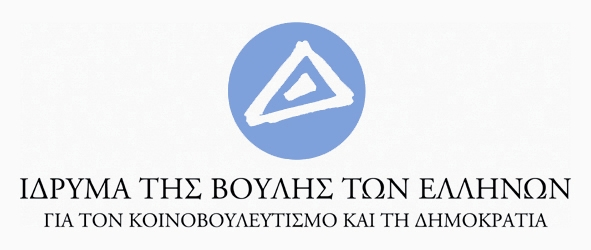 ΙΔΡΥΜΑ ΤΗΣ ΒΟΥΛΗΣ ΤΩΝ ΕΛΛΗΝΩΝ
ΓΙΑ ΤΟΝ ΚΟΙΝΟΒΟΥΛΕΥΤΙΣΜΟ ΚΑΙ ΤΗ ΔΗΜΟΚΡΑΤΙΑ